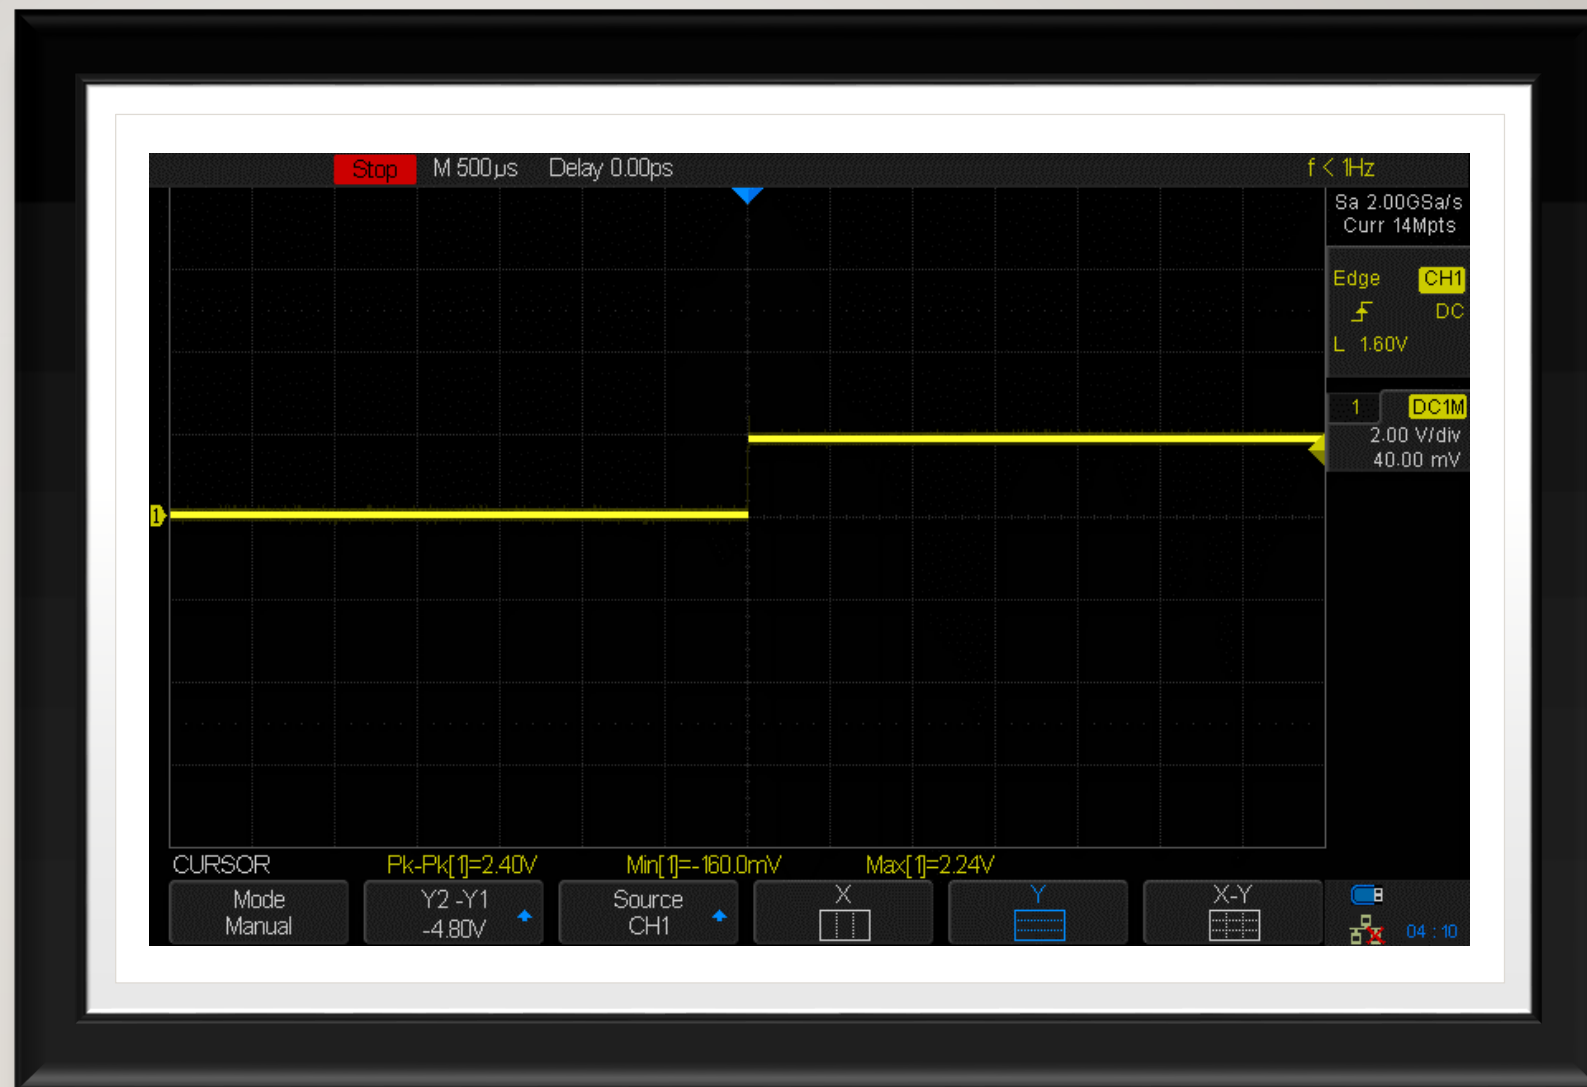 Stop M 500µs Delay 0.00ps f < 1Hz
Sa 2.00GSa/s
Curr 14Mpts
Edge CH1
DC
L 1.60V
1 DC1M
2.00 V/div
40.00 mV
1
CURSOR Pk-Pk[1]=2.40V Min[1]=-160.0mV Max[1]=2.24V
Mode Y2 -Y1 Source X Y X-Y
Manual -4.80V CH1
04 : 10